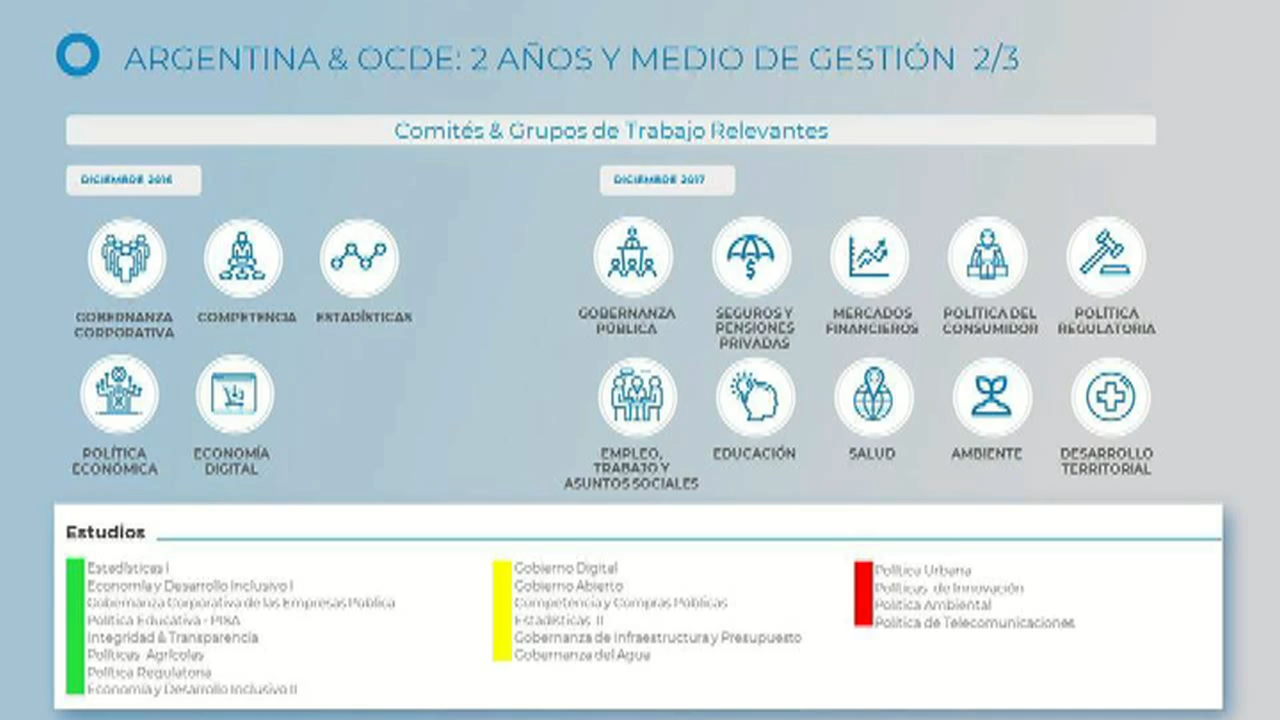 ARGENTINA & OCDE: 2 AÑOS Y MEDIO DE GESTIÓN 2/3
Comités & Grupos de Trabajo Relevantes
DICIEMBRE 2016
DICIEMBRE 2017
GOBERNANZA
CORPORATIVA
COMPETENCIA
ESTADÍSTICAS
GOBERNANZA
PÚBLICA
SEGUROS Y
PENSIONES
PRIVADAS
MERCADOS
FINANCIEROS
POLÍTICA DEL
CONSUMIDOR
POLÍTICA
REGULATORIA
POLÍTICA
ECONÓMICA
ECONOMÍA
DIGITAL
EMPLEO,
TRABAJO Y
ASUNTOS SOCIALES
EDUCACIÓN
SALUD
AMBIENTE
DESARROLLO
TERRITORIAL
Estudios
Estedísticas I
Economía y Desarrollo Inclusivo I
Gobernanza Corporativa de las Empresas Pública
Política Educativa - PISA
Integridad & Transparencia
Políticas Agrícolas
Política Regulatoria
Economía y Desarrollo Inclusivo II
Gobierno Digital
Gobierno Abierto
Competencia y Compras Públicas
Estadísticas II
Gobernanza de Infraestructura y Presupuesto
Gobernanza del Agua
Política Urbana
Políticas de Innovación
Política Ambiental
Política de Telecomunicaciones